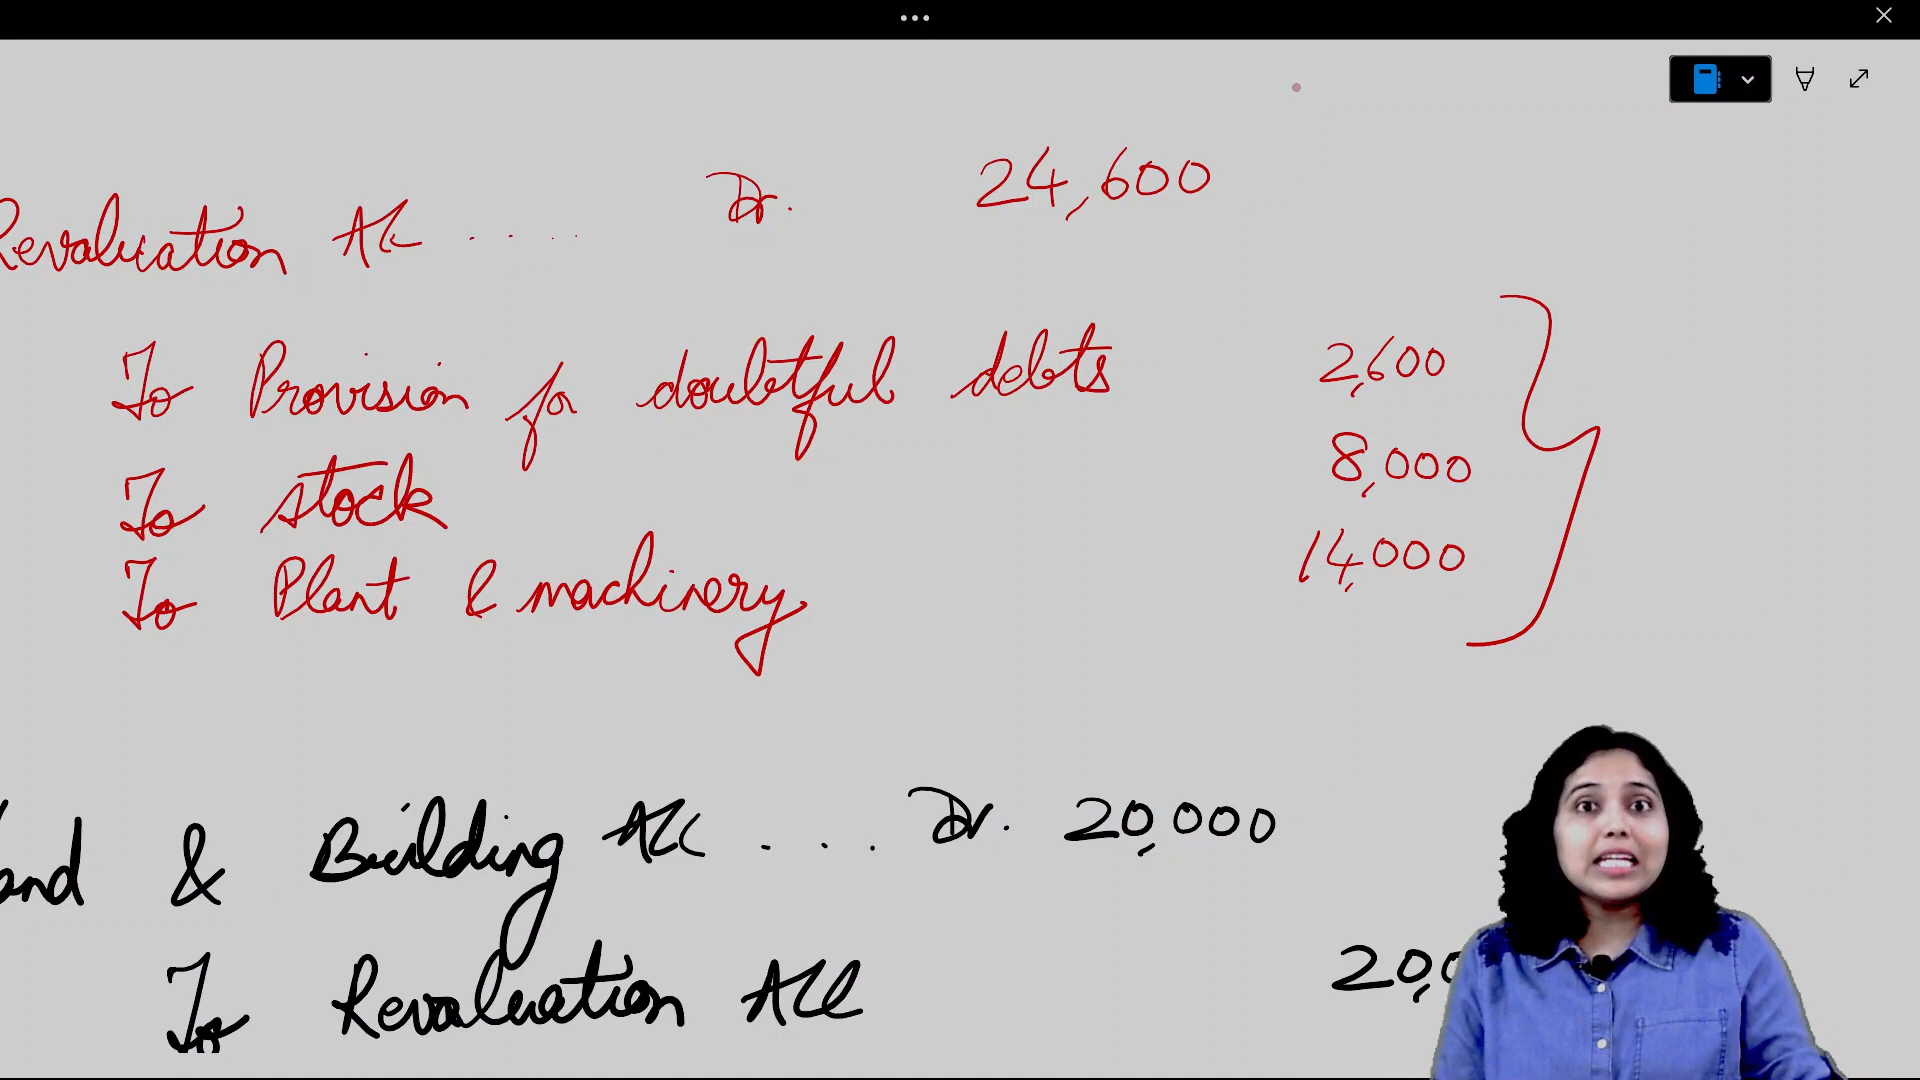 Revaluation A/c .... Dr. 24,600
To Provision for doubtful debts 2,600
To stock 8,000
To Plant & machinery 14,000
& Building A/c ... Dr. 20,000
To Revaluation A/c